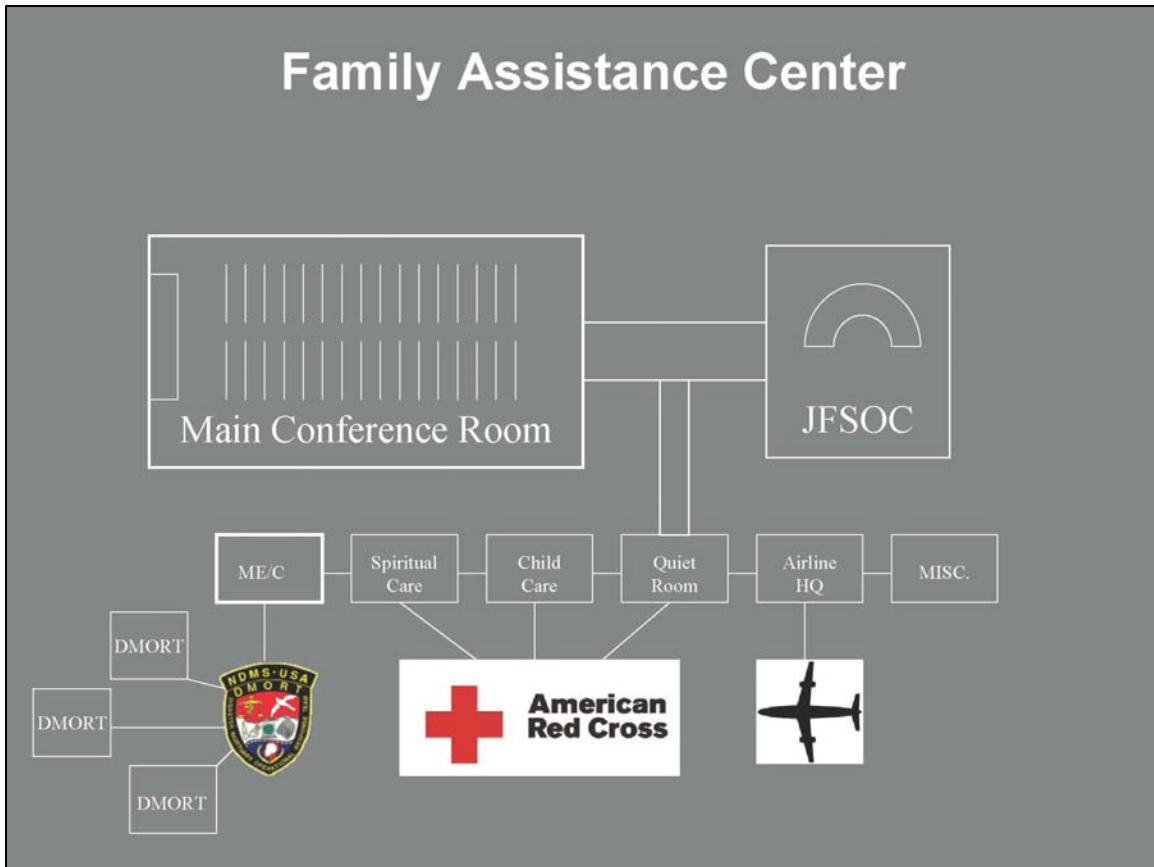 Family Assistance Center
Main Conference Room
JFSOC
ME/C
Spiritual
Care
Child
Care
Quiet
Room
Airline
HQ
MISC.
DMORT
DMORT
DMORT
NDMS·USA
DMORT
American
Red Cross